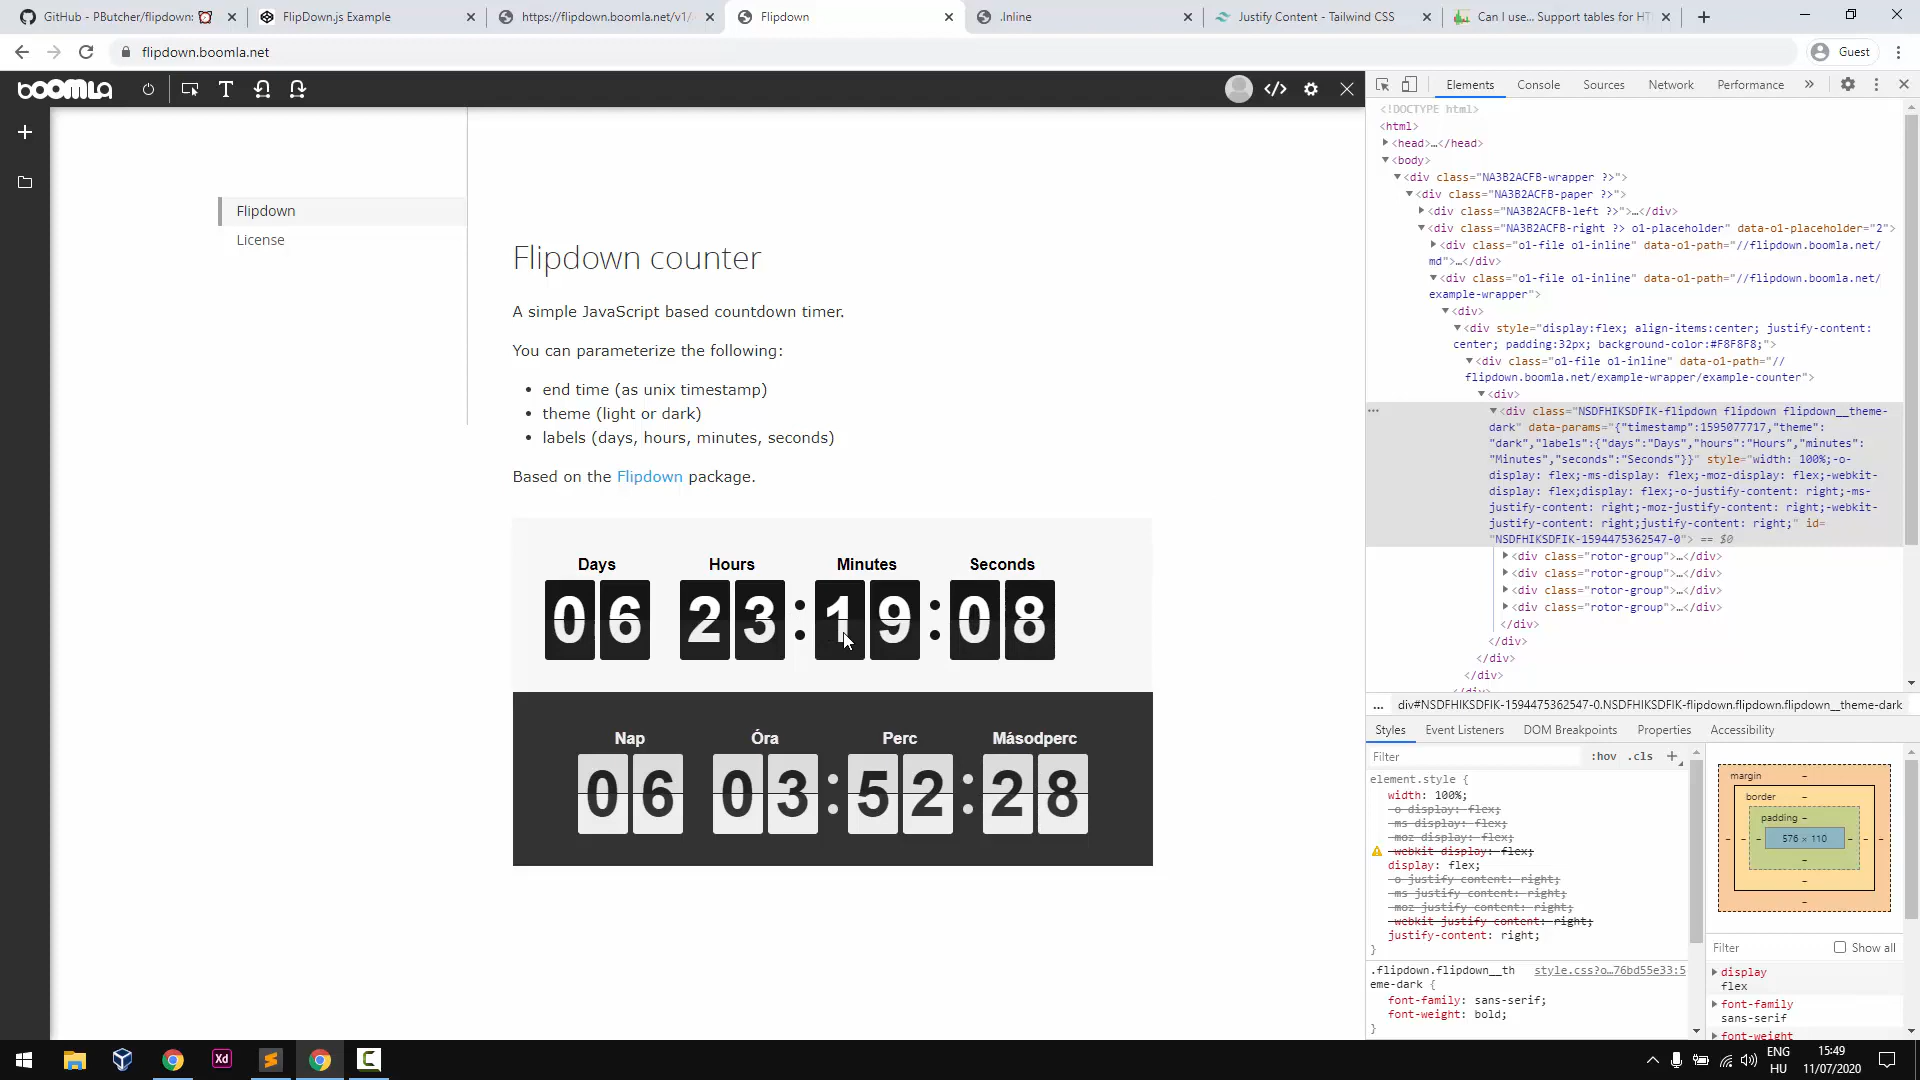 GitHub - PButcher/flipdown: ⏰
FlipDown.js Example
https://flipdown.boomla.net/v1/
Flipdown
.Inline
Justify Content - Tailwind CSS
Can I use... Support tables for HT
flipdown.boomla.net
Guest
boomla
T
</>
Elements
Console
Sources
Network
Performance
»
Flipdown
License
Flipdown counter
A simple JavaScript based countdown timer.
You can parameterize the following:
• end time (as unix timestamp)
• theme (light or dark)
• labels (days, hours, minutes, seconds)
Based on the Flipdown package.
Days Hours Minutes Seconds
06 23:19:08
Nap Óra Perc Másodperc
06 03:52:28
<!DOCTYPE html>
<html>
<head>…</head>
<body>
<div class="NA3B2ACFB-wrapper ?>">
<div class="NA3B2ACFB-paper ?>">
<div class="NA3B2ACFB-left ?>">…</div>
<div class="NA3B2ACFB-right ?> o1-placeholder" data-o1-placeholder="2">
<div class="o1-file o1-inline" data-o1-path="//flipdown.boomla.net/
md">…</div>
<div class="o1-file o1-inline" data-o1-path="//flipdown.boomla.net/
example-wrapper">
<div>
<div style="display:flex; align-items:center; justify-content:
center; padding:32px; background-color:#F8F8F8;">
<div class="o1-file o1-inline" data-o1-path="//
flipdown.boomla.net/example-wrapper/example-counter">
<div>
<div class="NSDFHIKSDFIK-flipdown flipdown flipdown__theme-
dark" data-params="{"timestamp":1595077717,"theme":
"dark","labels":{"days":"Days","hours":"Hours","minutes":
"Minutes","seconds":"Seconds"}}" style="width: 100%;-o-
display: flex;-ms-display: flex;-moz-display: flex;-webkit-
display: flex;display: flex;-o-justify-content: right;-ms-
justify-content: right;-moz-justify-content: right;-webkit-
justify-content: right;justify-content: right;" id=
"NSDFHIKSDFIK-1594475362547-0"> == $0
<div class="rotor-group">…</div>
<div class="rotor-group">…</div>
<div class="rotor-group">…</div>
<div class="rotor-group">…</div>
</div>
</div>
</div>
</div>
... div#NSDFHIKSDFIK-1594475362547-0.NSDFHIKSDFIK-flipdown.flipdown.flipdown__theme-dark
Styles Event Listeners DOM Breakpoints Properties Accessibility
Filter :hov .cls +
element.style {
width: 100%;
-o-display: flex;
-ms-display: flex;
-moz-display: flex;
-webkit-display: flex;
display: flex;
-o-justify-content: right;
-ms-justify-content: right;
-moz-justify-content: right;
-webkit-justify-content: right;
justify-content: right;
}
.flipdown.flipdown__th style.css?o…76bd55e33:5
eme-dark {
font-family: sans-serif;
font-weight: bold;
}
margin –
border –
padding –
576 × 110
Filter Show all
display
flex
font-family
sans-serif
font-weight
Xd
ENG
HU
15:49
11/07/2020